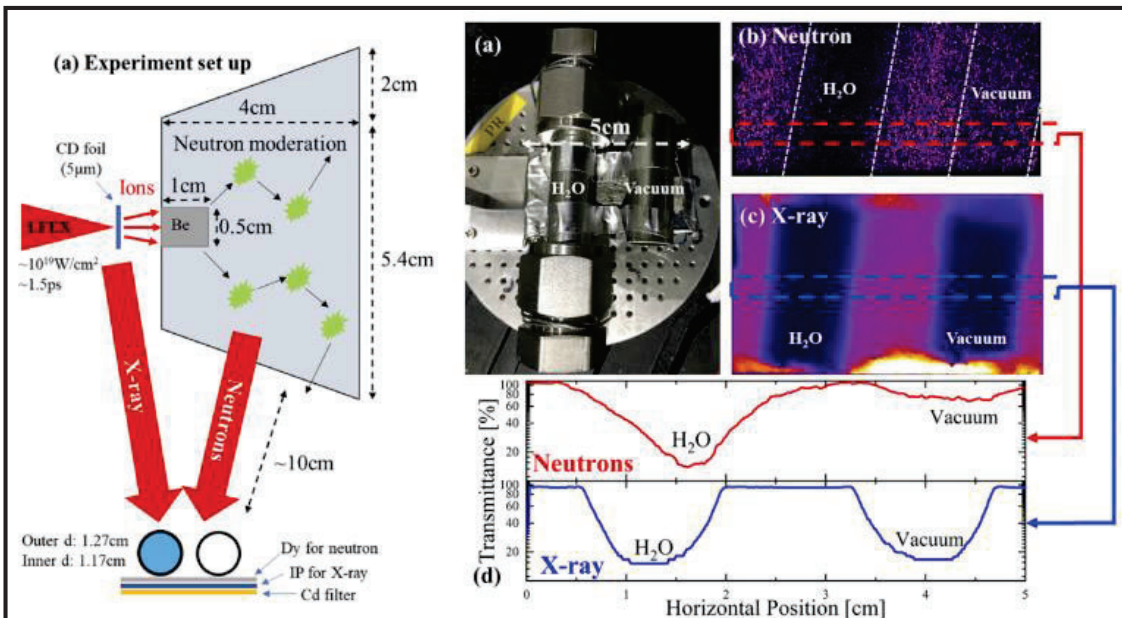 (a) Experiment set up
2cm
4cm
Neutron moderation
CD foil
(5μm)
Ions
1cm
Be
0.5cm
LFEX
~10¹⁹W/cm²
~1.5ps
5.4cm
X-ray
Neutrons
~10cm
Outer d: 1.27cm
Inner d: 1.17cm
Dy for neutron
IP for X-ray
Cd filter
(a)
PR
5cm
H₂O
Vacuum
(b) Neutron
H₂O
Vacuum
(c) X-ray
H₂O
Vacuum
Transmittance [%]
100
80
60
40
20
H₂O
Vacuum
Neutrons
100
80
60
40
20
H₂O
Vacuum
X-ray
(d)
0 1 2 3 4 5
Horizontal Position [cm]